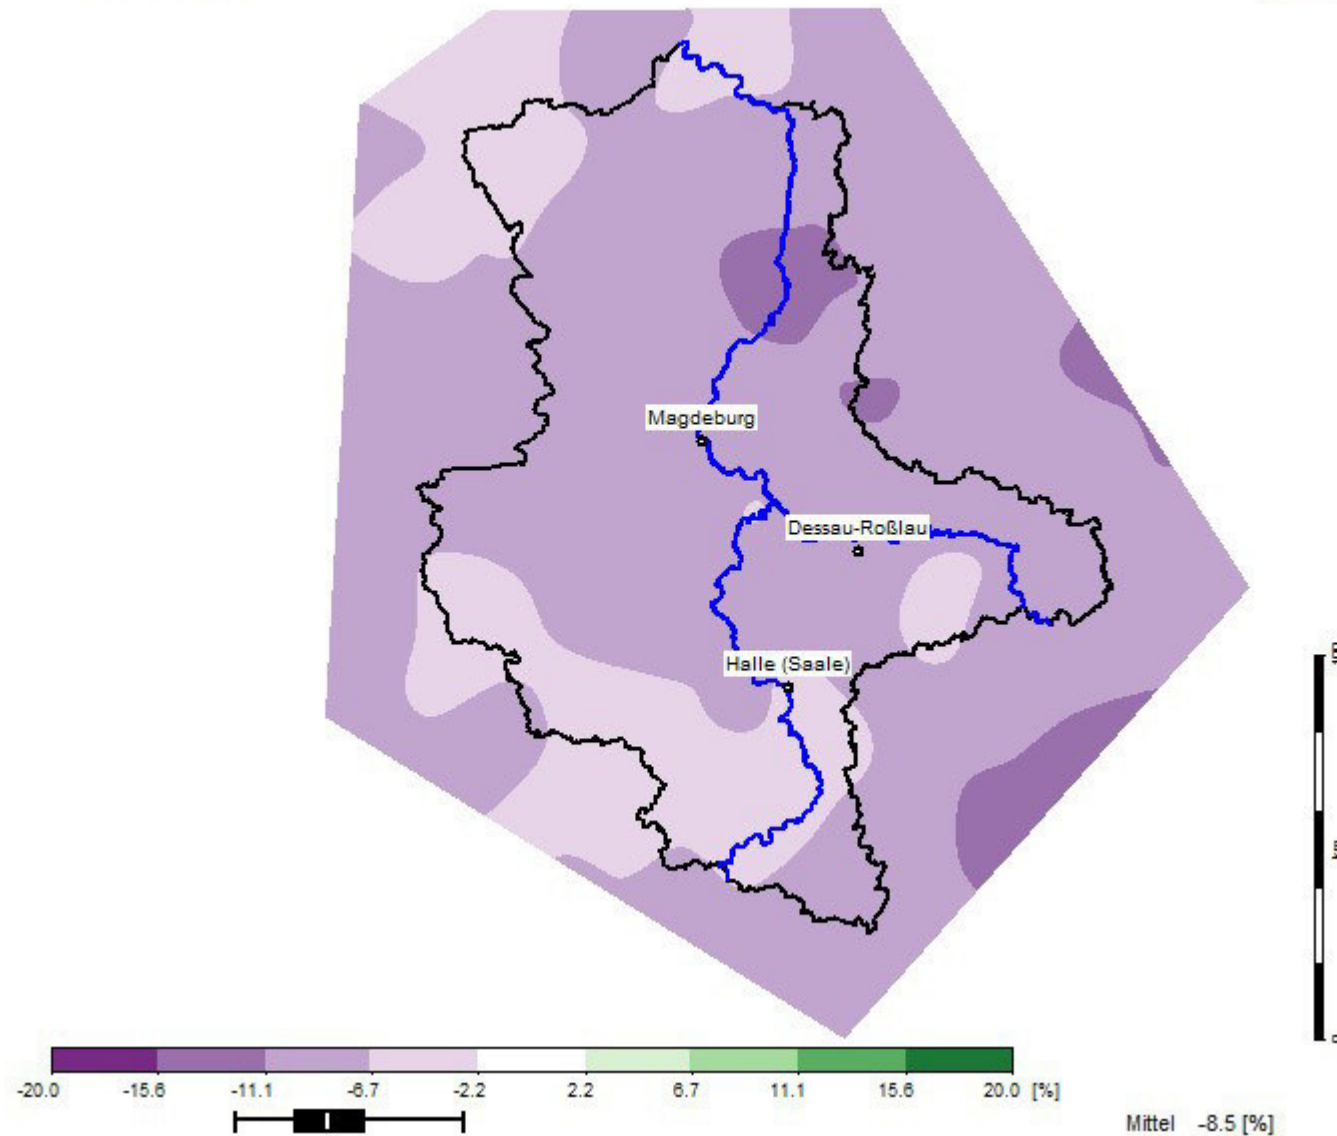 Magdeburg
Dessau-Roßlau
Halle (Saale)
-20.0 -15.6 -11.1 -6.7 -2.2 2.2 6.7 11.1 15.6 20.0 [%]
Mittel -8.5 [%]